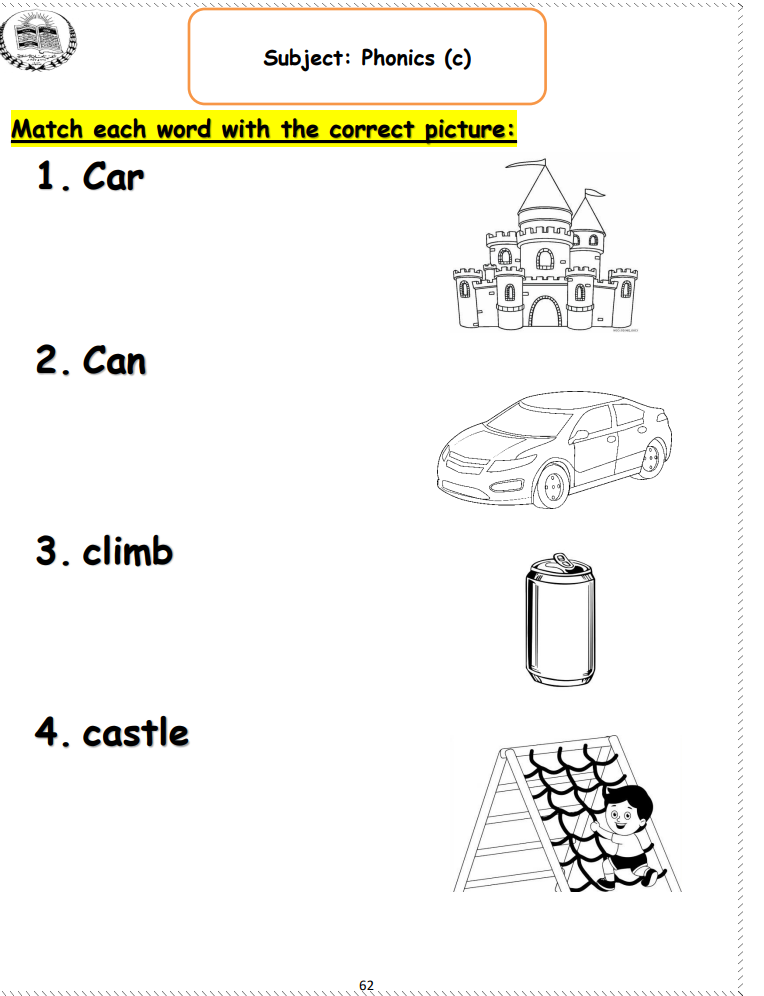 Subject: Phonics (c)
Match each word with the correct picture:
1. Car
2. Can
3. climb
4. castle
62